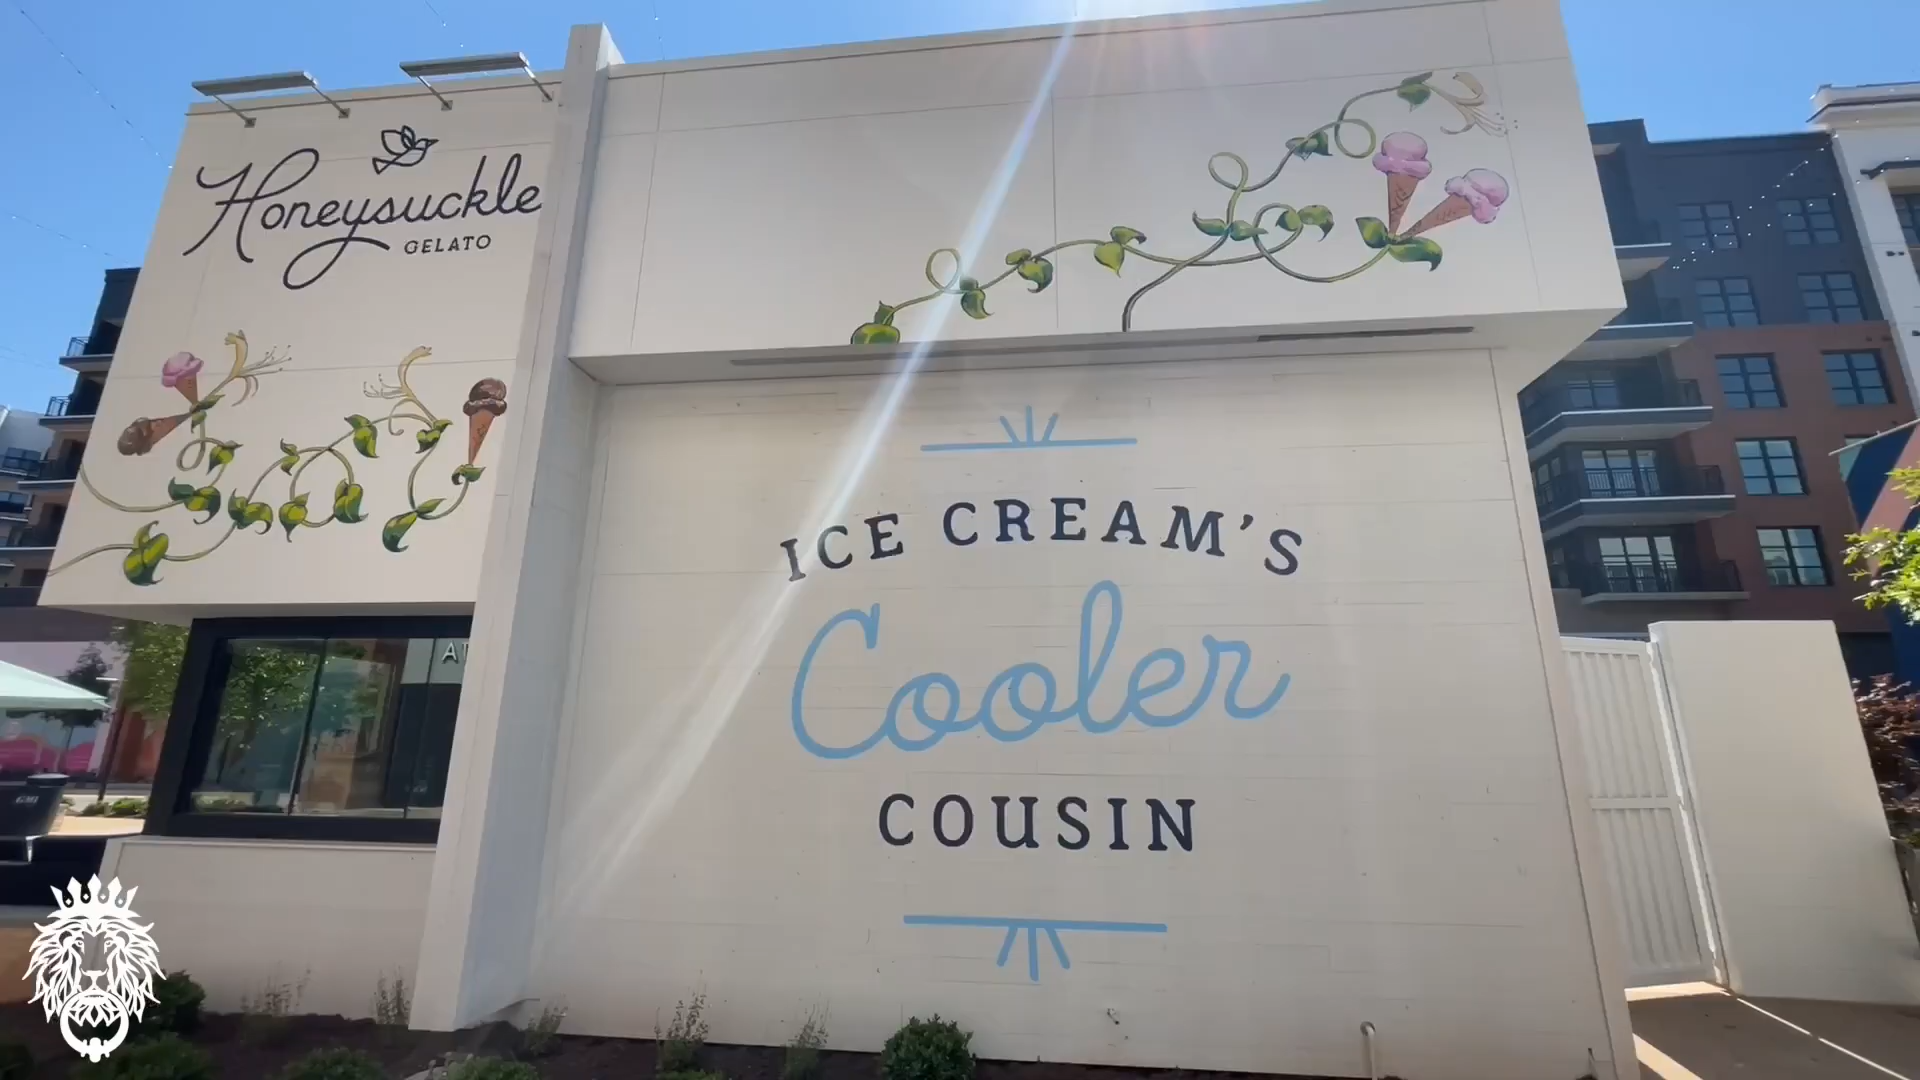 Honeysuckle
GELATO
ICE CREAM'S
Cooler
COUSIN